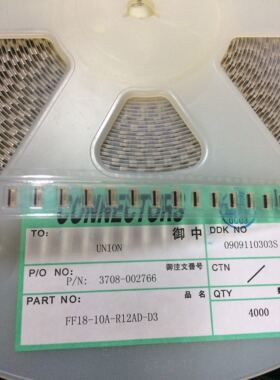 CONNECTORS
TO:
UNION
御中
DDK NO
0909110303S
P/O NO:
御注文番号
CTN
P/N: 3708-002766
PART NO:
品名
QTY
FF18-10A-R12AD-D3
4000